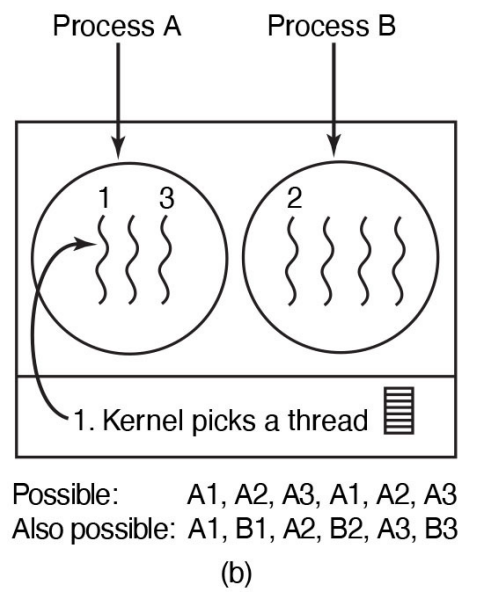 Process A Process B
1 3 2
1. Kernel picks a thread
Possible: A1, A2, A3, A1, A2, A3
Also possible: A1, B1, A2, B2, A3, B3
(b)